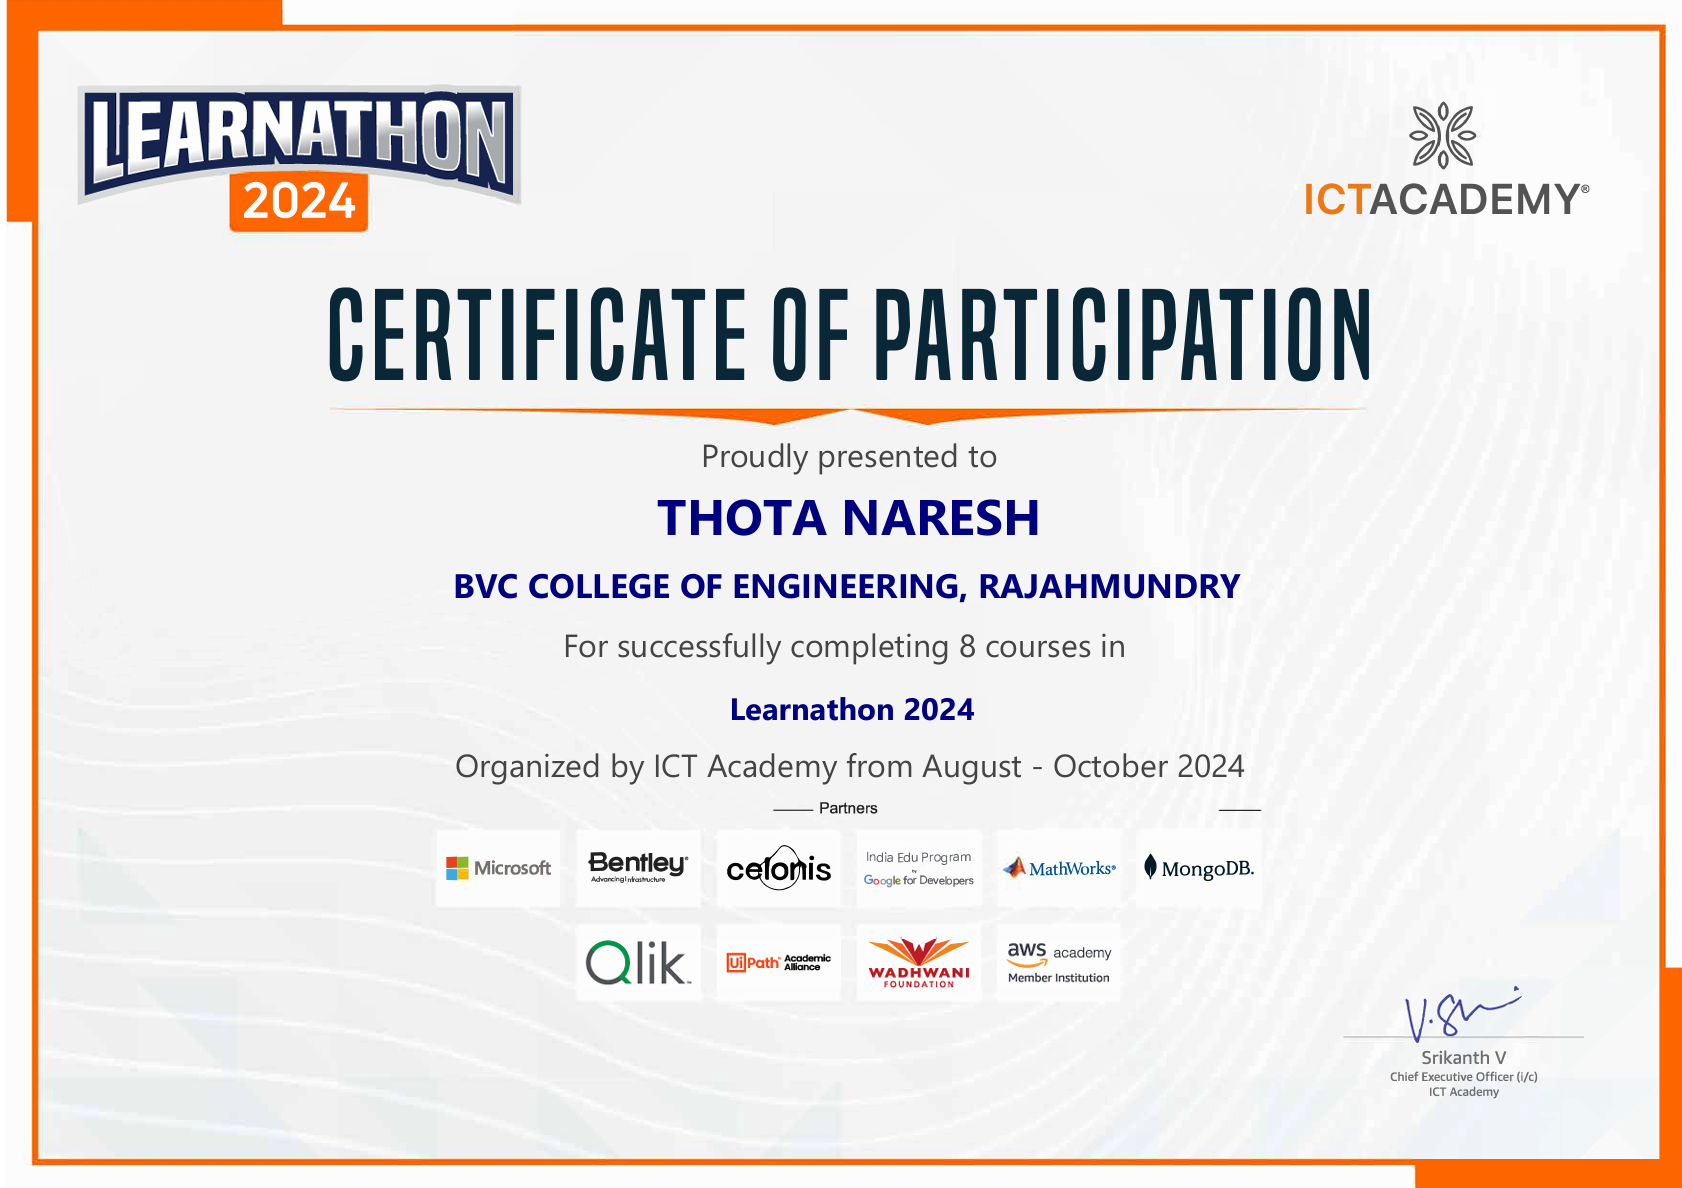 LEARNATHON
2024
ICTACADEMY®
CERTIFICATE OF PARTICIPATION
Proudly presented to
THOTA NARESH
BVC COLLEGE OF ENGINEERING, RAJAHMUNDRY
For successfully completing 8 courses in
Learnathon 2024
Organized by ICT Academy from August - October 2024
Partners
Microsoft
Bentley®
Advancing Infrastructure
celonis
India Edu Program
by
Google for Developers
MathWorks®
MongoDB.
Qlik™
UiPath™ Academic Alliance
WADHWANI
FOUNDATION
aws academy
Member Institution
V.Sri
Srikanth V
Chief Executive Officer (i/c)
ICT Academy